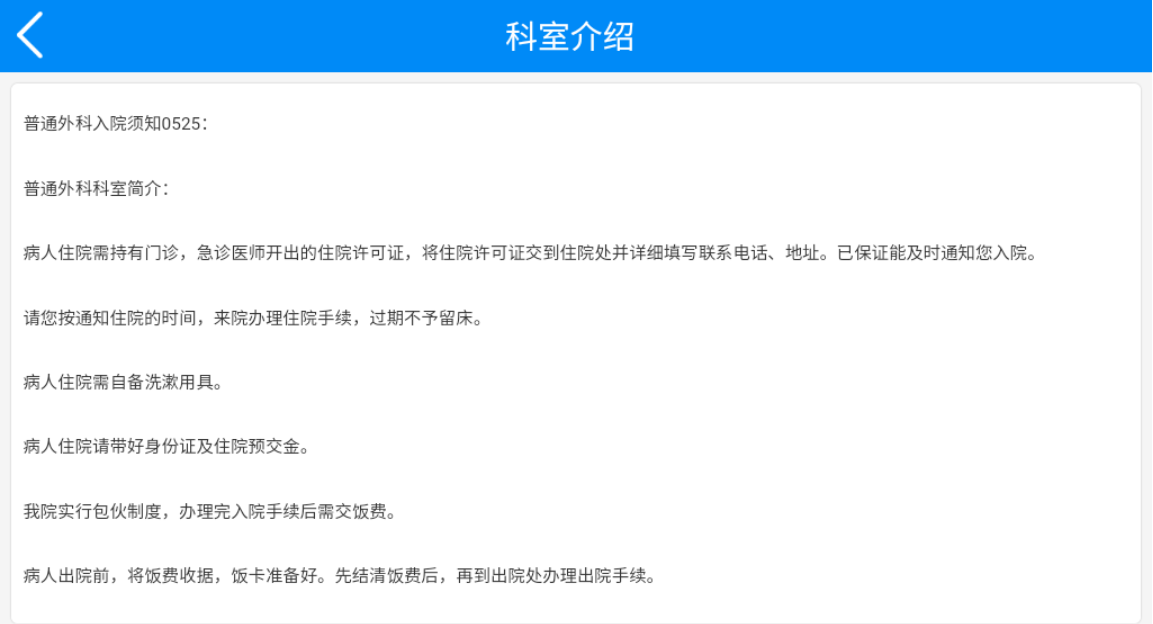 科室介绍
普通外科入院须知0525：
普通外科科室简介：
病人住院需持有门诊，急诊医师开出的住院许可证，将住院许可证交到住院处并详细填写联系电话、地址。已保证能及时通知您入院。
请您按通知住院的时间，来院办理住院手续，过期不予留床。
病人住院需自备洗漱用具。
病人住院请带好身份证及住院预交金。
我院实行包伙制度，办理完入院手续后需交饭费。
病人出院前，将饭费收据，饭卡准备好。先结清饭费后，再到出院处办理出院手续。